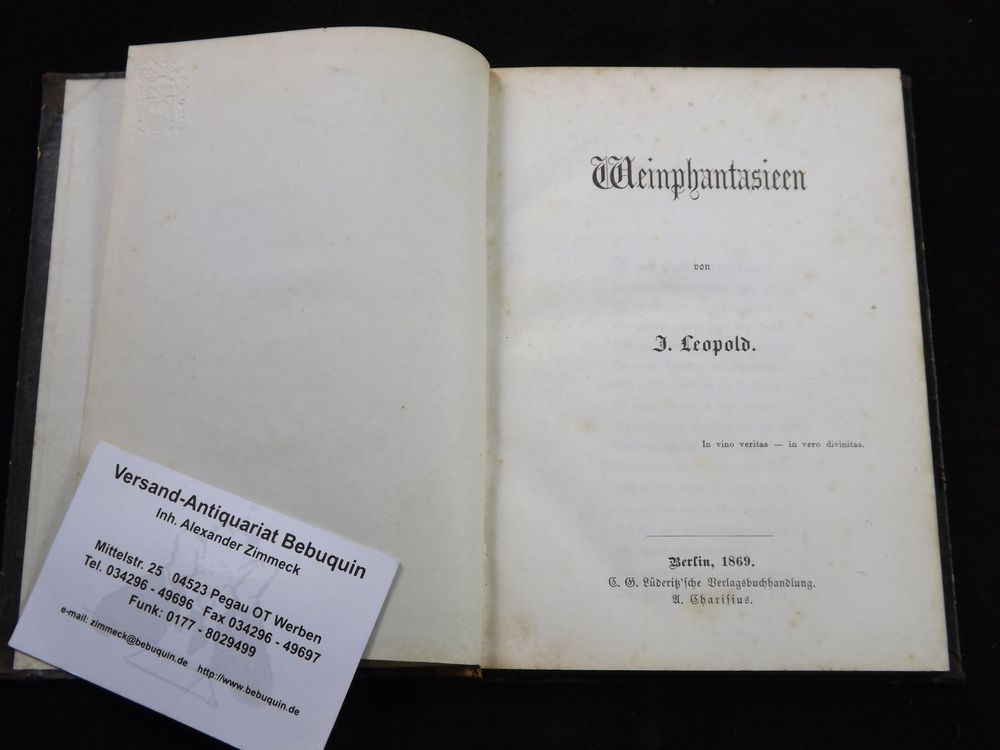 Weinphantasieen
von
J. Leopold.
In vino veritas — in vero divinitas.
Berlin, 1869.
C. G. Lüderitz'sche Verlagsbuchhandlung.
A. Charisius.
Versand-Antiquariat Bebuquin
Inh. Alexander Zimmeck
Mittelstr. 25 04523 Pegau OT Werben
Tel. 034296 - 49696 Fax 034296 - 49697
Funk: 0177 - 8029499
e-mail: zimmeck@bebuquin.de http://www.bebuquin.de